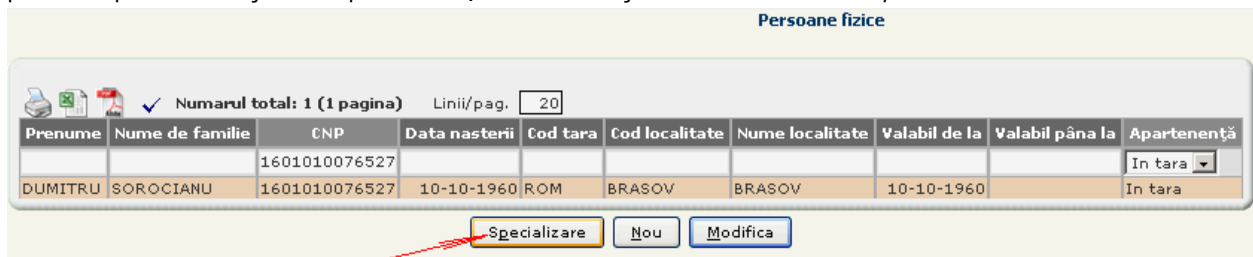 Persoane fizice
Numarul total: 1 (1 pagina) Linii/pag. 20
Prenume Nume de familie CNP Data nasterii Cod tara Cod localitate Nume localitate Valabil de la Valabil pâna la Apartenenţă
1601010076527 In tara
DUMITRU SOROCIANU 1601010076527 10-10-1960 ROM BRASOV BRASOV 10-10-1960 In tara
Specializare Nou Modifica